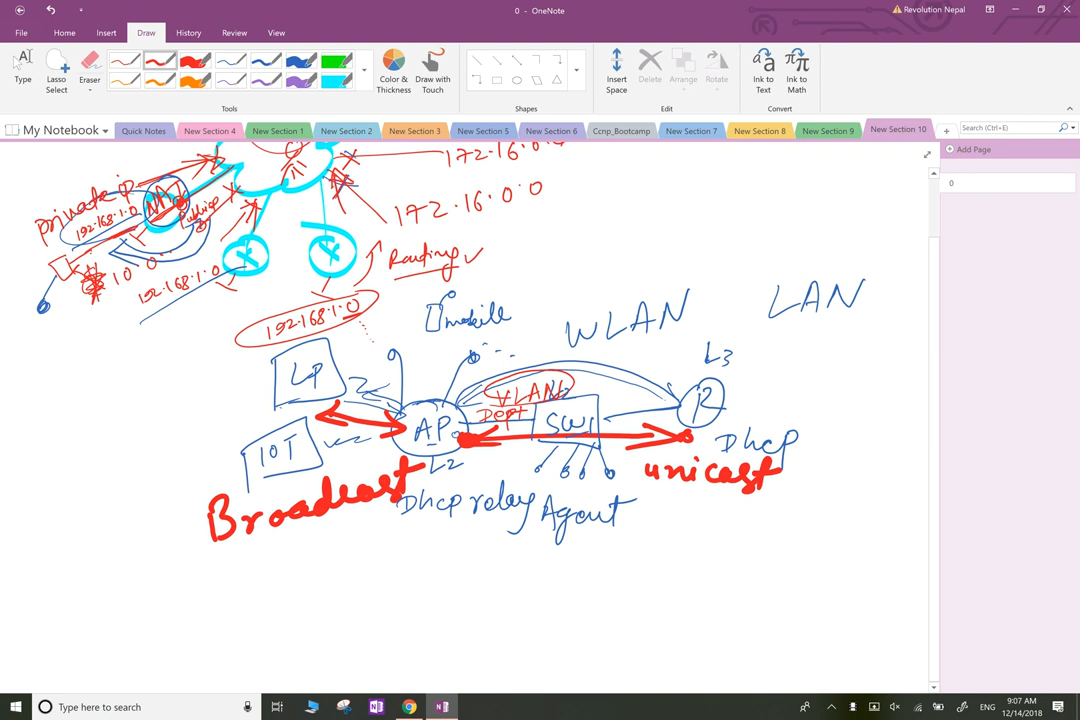 0 - OneNote
Revolution Nepal
File
Home
Insert
Draw
History
Review
View
Type
Lasso Select
Eraser
Color & Thickness
Draw with Touch
Insert Space
Delete
Arrange
Rotate
Ink to Text
Ink to Math
Tools
Shapes
Edit
Convert
My Notebook
Quick Notes
New Section 4
New Section 1
New Section 2
New Section 3
New Section 5
New Section 6
Ccnp_Bootcamp
New Section 7
New Section 8
New Section 9
New Section 10
Search (Ctrl+E)
Add Page
0
172.16.0.
172.16.0.0
private ip
NAT
192.168.1.0
10 0
192.168.1.0
Routing
192.168.1.0
mobile
WLAN
LAN
LP
L3
VLAN
Dept
R
AP
SW1
IOT
L2
Dhcp
unicast
Broadcast
Dhcp relay Agent
Type here to search
ENG
9:07 AM
12/14/2018